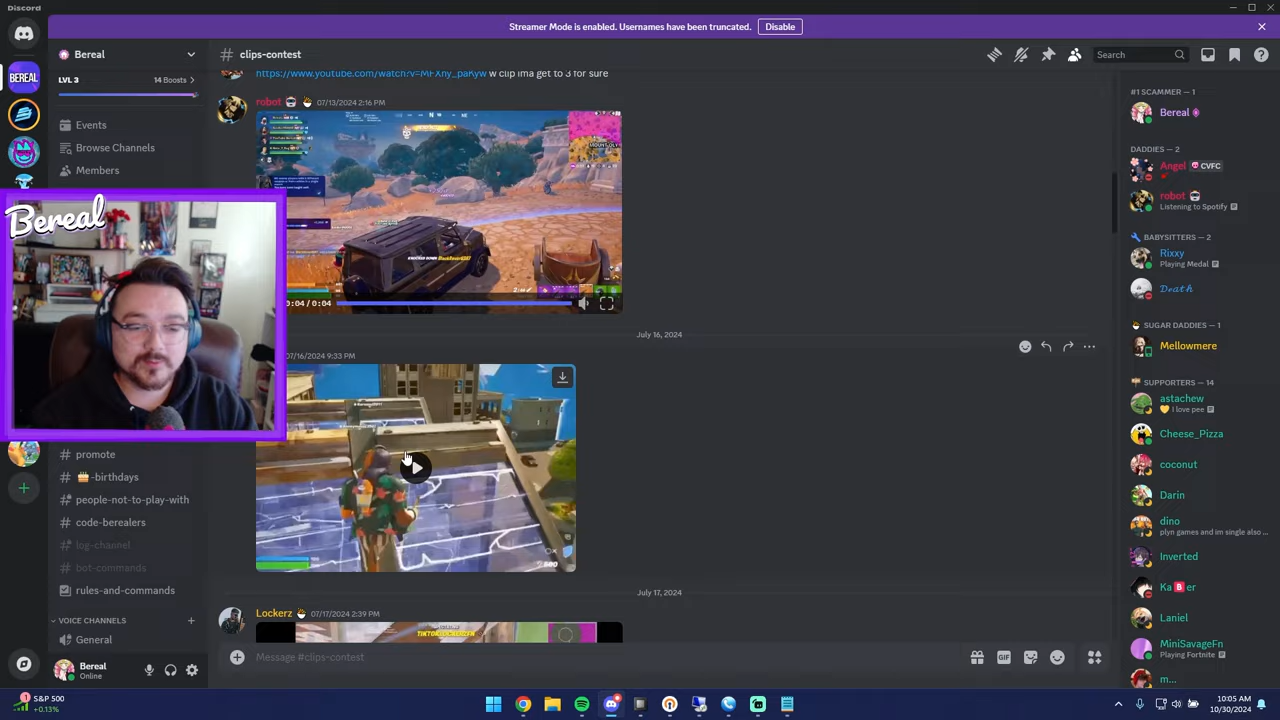 Discord
Streamer Mode is enabled. Usernames have been truncated.
Disable
Bereal
LVL 3
14 Boosts
Events
Browse Channels
Members
Bereal
promote
-birthdays
people-not-to-play-with
code-berealers
log-channel
bot-commands
rules-and-commands
VOICE CHANNELS
General
Bereal
Online
clips-contest
Search
https://www.youtube.com/watch?v=MFXny_paKyw w clip ima get to 3 for sure
robot 07/13/2024 2:16 PM
0:04 / 0:04
July 16, 2024
07/16/2024 9:33 PM
July 17, 2024
Lockerz 07/17/2024 2:39 PM
Message #clips-contest
GIF
#1 SCAMMER — 1
Bereal
DADDIES — 2
Angel CVFC
robot
Listening to Spotify
BABYSITTERS — 2
Rixxy
Playing Medal
𝓓𝓮𝓪𝓽𝓱
SUGAR DADDIES — 1
Mellowmere
SUPPORTERS — 14
astachew
I love pee
Cheese_Pizza
coconut
Darin
dino
plyn games and im single also ...
Inverted
Ka B er
Laniel
MiniSavageFn
Playing Fortnite
m...
S&P 500
+0.13%
10:05 AM
10/30/2024